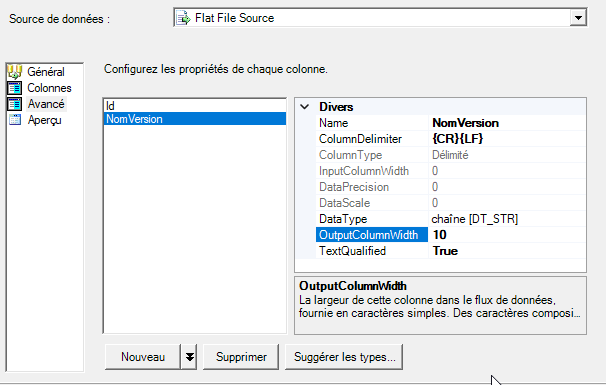 Source de données :
Flat File Source
Général
Colonnes
Avancé
Aperçu
Configurez les propriétés de chaque colonne.
Id
NomVersion
Divers
Name NomVersion
ColumnDelimiter {CR}{LF}
ColumnType Délimité
InputColumnWidth 0
DataPrecision 0
DataScale 0
DataType chaîne [DT_STR]
OutputColumnWidth 10
TextQualified True
OutputColumnWidth
La largeur de cette colonne dans le flux de données,
fournie en caractères simples. Des caractères composi...
Nouveau
Supprimer
Suggérer les types...